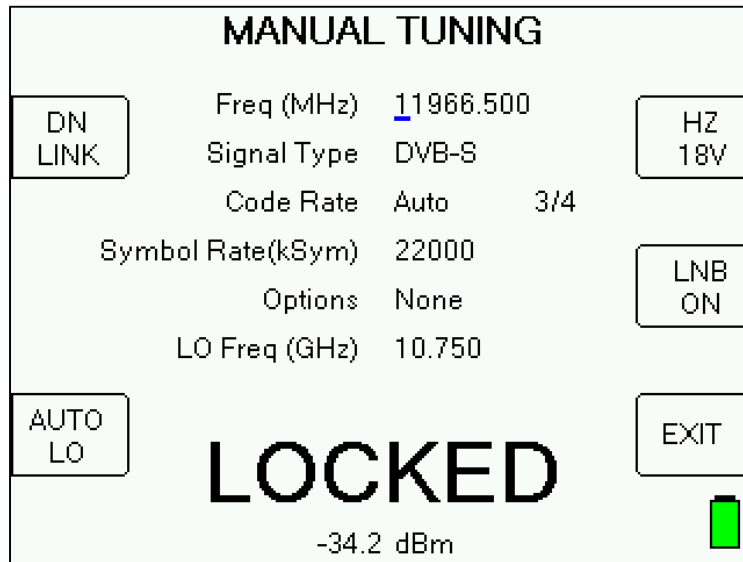 MANUAL TUNING
DN
LINK
Freq (MHz) 11966.500
HZ
18V
Signal Type DVB-S
Code Rate Auto 3/4
Symbol Rate(kSym) 22000
LNB
ON
Options None
LO Freq (GHz) 10.750
AUTO
LO
EXIT
LOCKED
-34.2 dBm